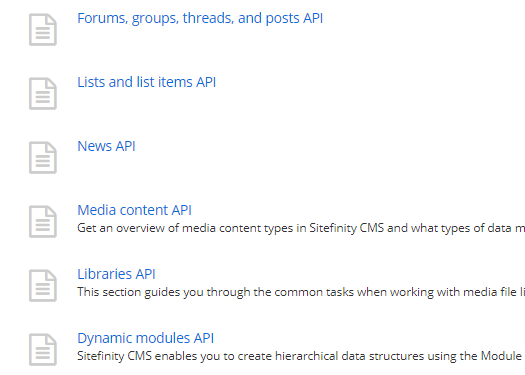 Forums, groups, threads, and posts API
Lists and list items API
News API
Media content API
Get an overview of media content types in Sitefinity CMS and what types of data
Libraries API
This section guides you through the common tasks when working with media file
Dynamic modules API
Sitefinity CMS enables you to create hierarchical data structures using the Module